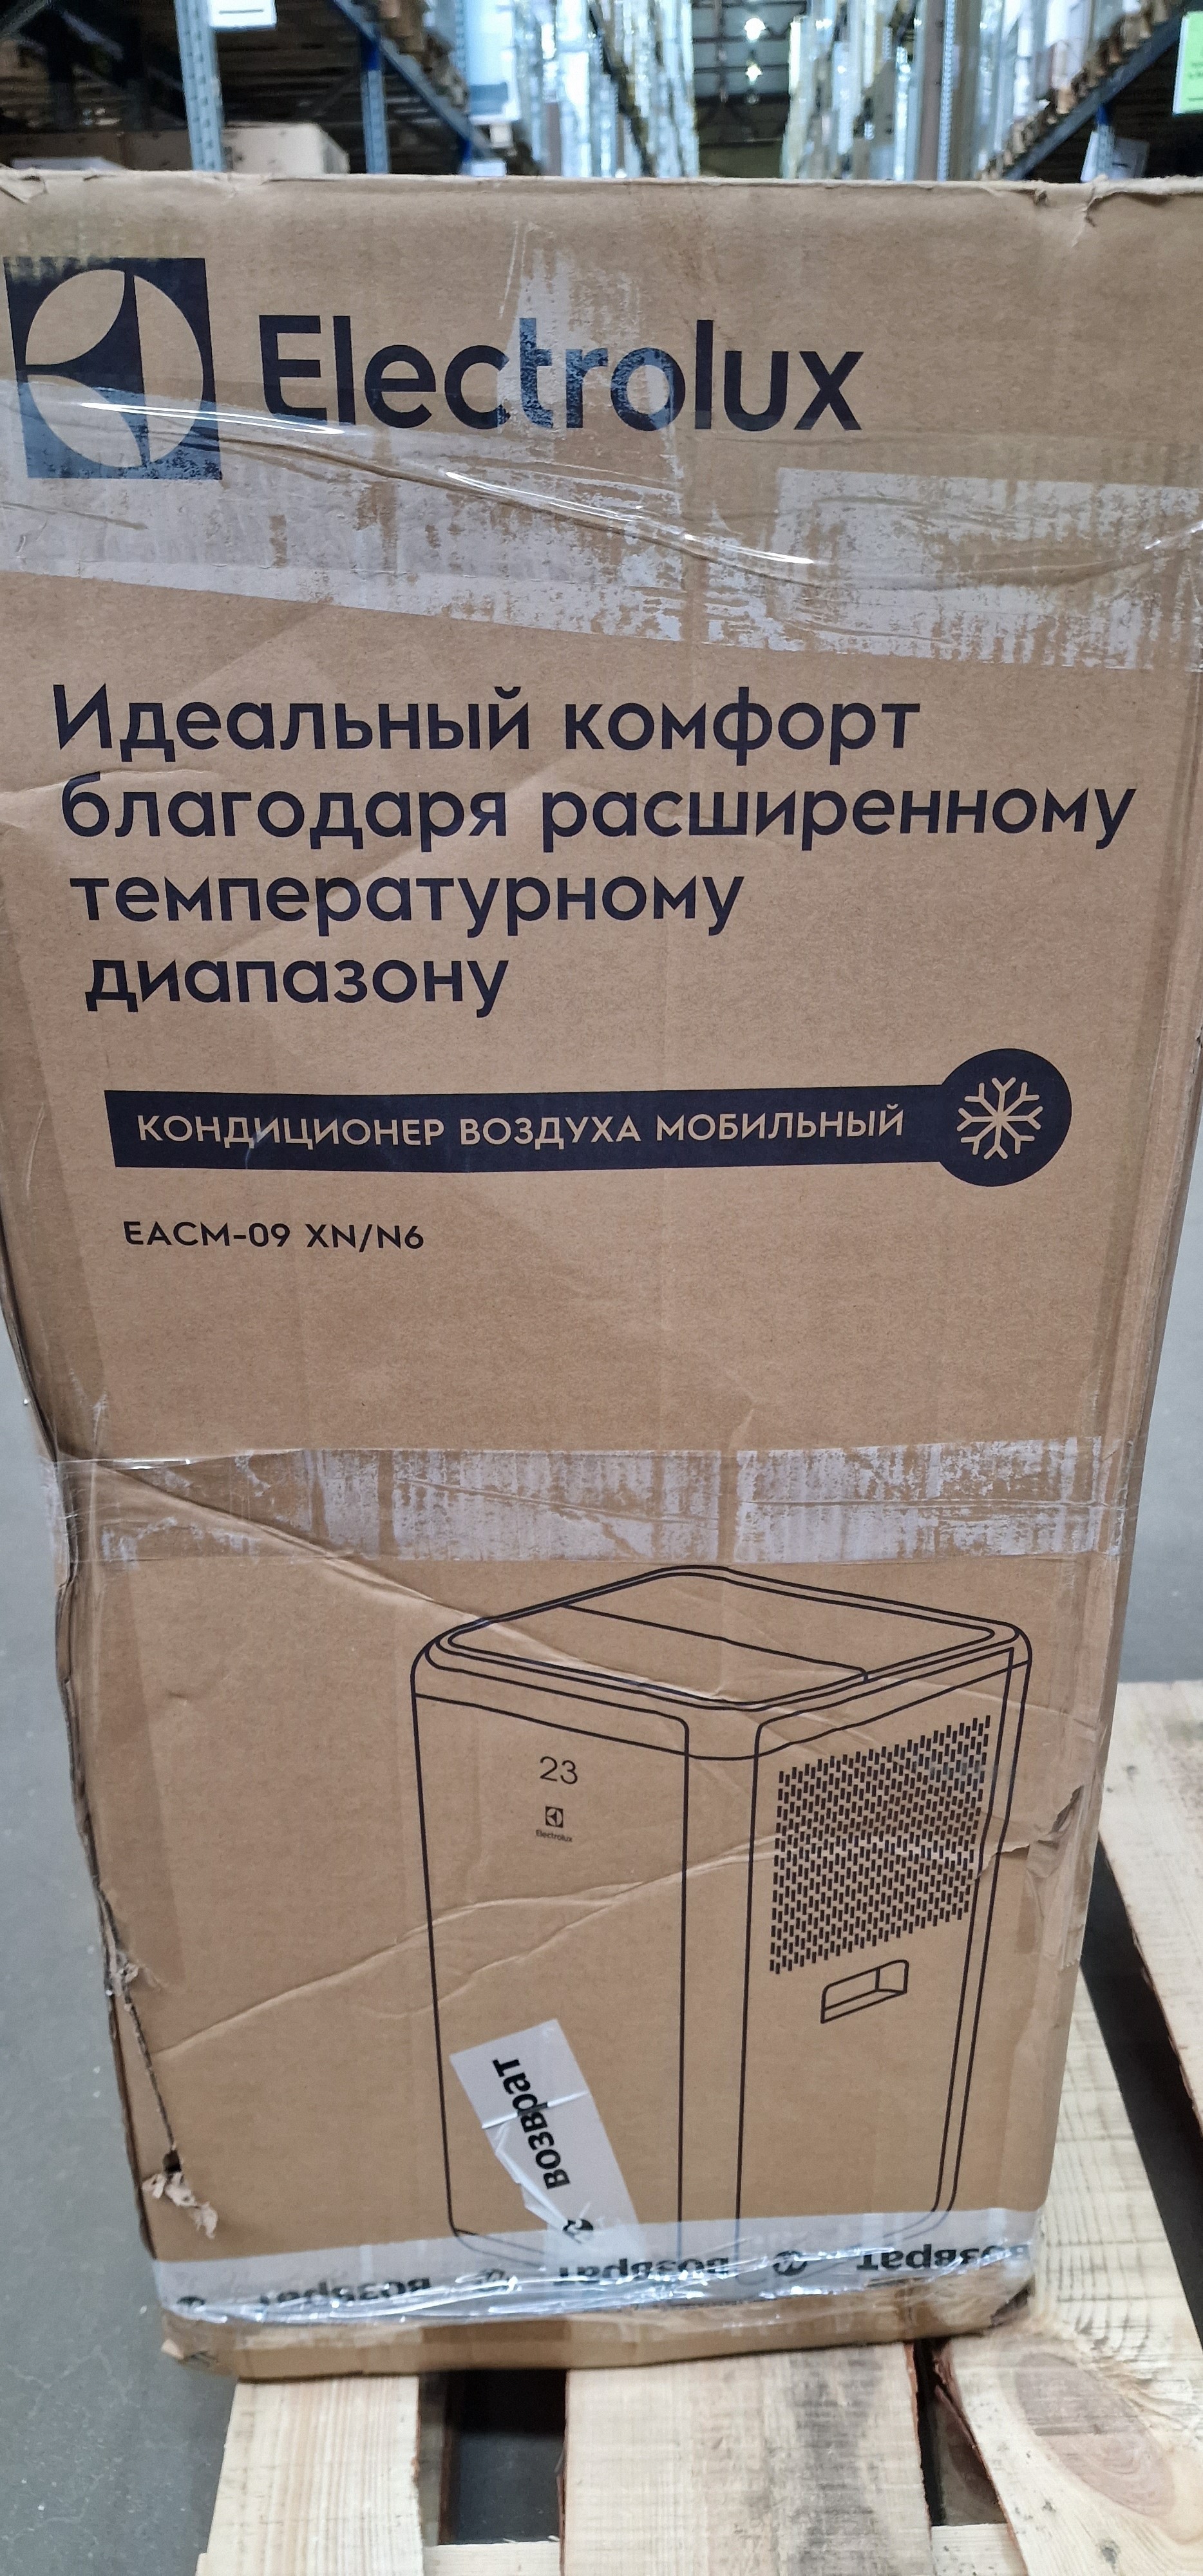 Electrolux
Идеальный комфорт
благодаря расширенному
температурному
диапазону
КОНДИЦИОНЕР ВОЗДУХА МОБИЛЬНЫЙ
EACM-09 XN/N6
23
Electrolux
возврат
возврат возврат возврат